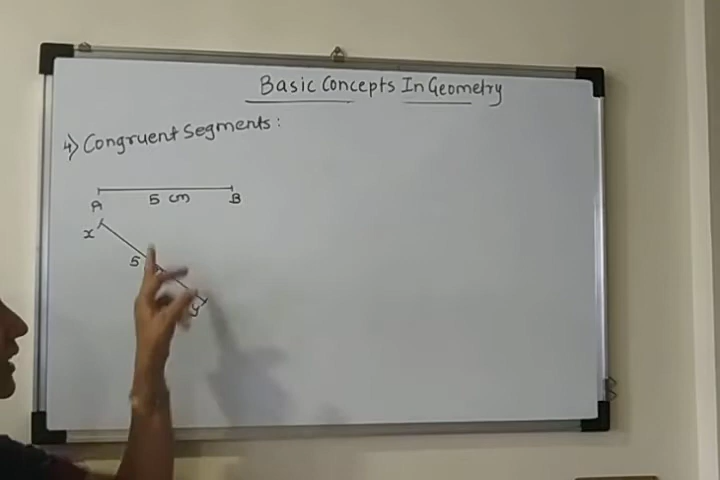 Basic Concepts In Geometry
4) Congruent Segments:
5 cm
A B
x
5
y